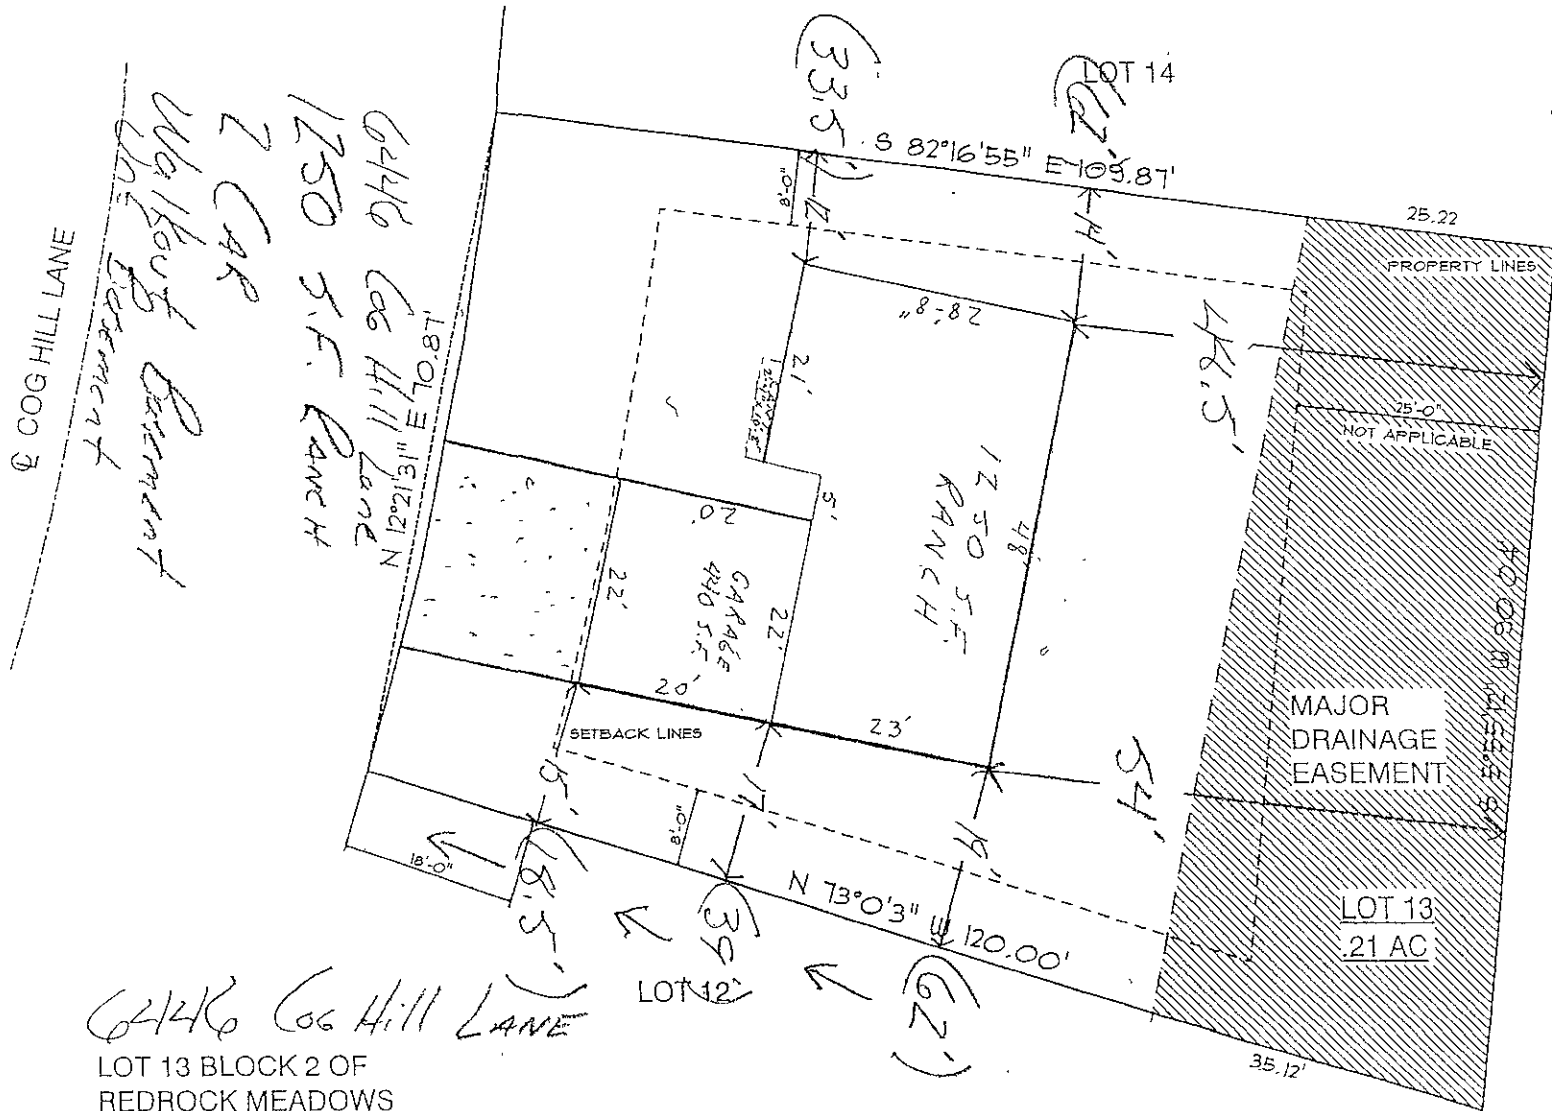 LOT 14
(33.5')
(62'
S 82°16'55" E 109.87'
25.22
PROPERTY LINES
8'-0"
12'
14'
28'-8"
46.5'
25'-0"
NOT APPLICABLE
21'
5'
1250 S.F.
RANCH
48'
20'
22'
GARAGE
440 S.F.
22'
20'
23'
SETBACK LINES
54'
MAJOR
DRAINAGE
EASEMENT
LOT 13
.21 AC
15'
17'
19'
8'-0"
18'-0"
(18.5')
(39')
(62')
N 73°0'3" E 120.00'
35.12'
LOT 12
℄ COG HILL LANE
6446 Cog Hill Lane
1250 S.F. RANCH
2 CAR
Walkout Basement
N 12°21'31" E 70.87'
6446 Cog Hill LANE
LOT 13 BLOCK 2 OF
REDROCK MEADOWS